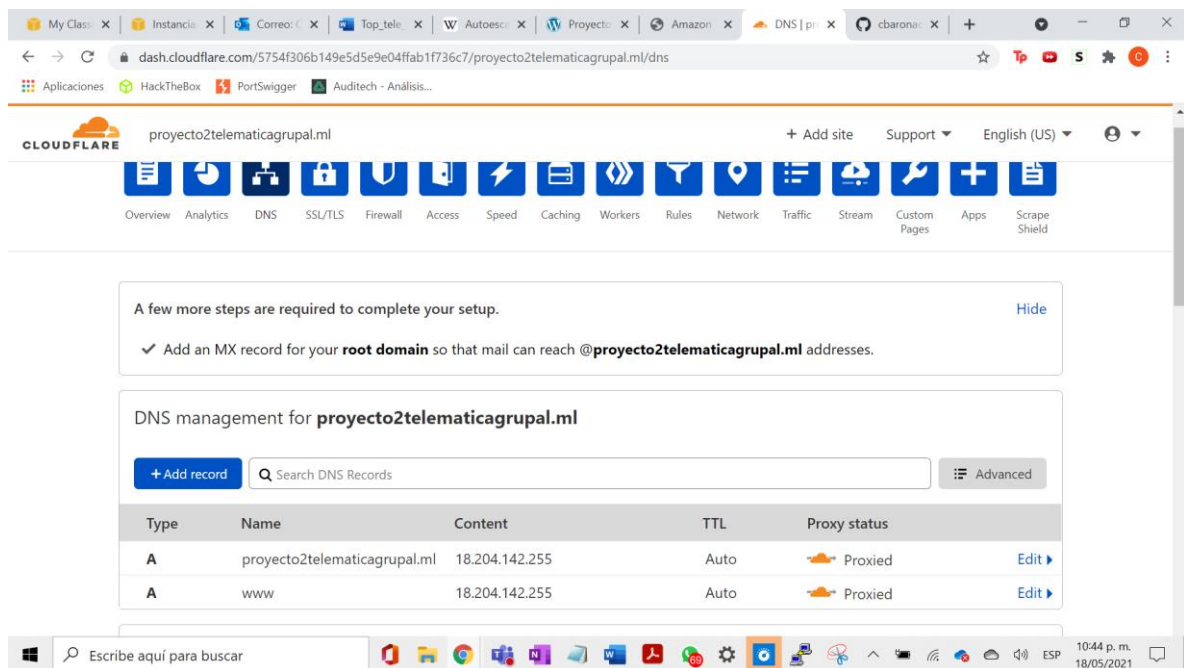 My Class
Instancia
Correo: C
Top_tele_
Autoesca
Proyecto
Amazon
DNS | pr
cbaronac
dash.cloudflare.com/5754f306b149e5d5e9e04ffab1f736c7/proyecto2telematicagrupal.ml/dns
Tp
S
C
Aplicaciones HackTheBox PortSwigger Auditech - Análisis...
CLOUDFLARE proyecto2telematicagrupal.ml + Add site Support English (US)
Overview Analytics DNS SSL/TLS Firewall Access Speed Caching Workers Rules Network Traffic Stream Custom Pages Apps Scrape Shield
A few more steps are required to complete your setup. Hide
Add an MX record for your root domain so that mail can reach @proyecto2telematicagrupal.ml addresses.
DNS management for proyecto2telematicagrupal.ml
+ Add record Search DNS Records Advanced
Type Name Content TTL Proxy status
A proyecto2telematicagrupal.ml 18.204.142.255 Auto Proxied Edit
A www 18.204.142.255 Auto Proxied Edit
Escribe aquí para buscar
69
ESP
10:44 p. m.
18/05/2021